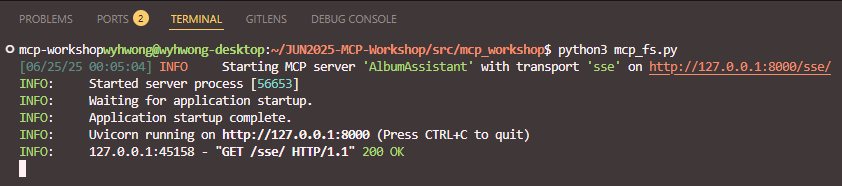 PROBLEMS PORTS 2 TERMINAL GITLENS DEBUG CONSOLE
mcp-workshopwyhwong@wyhwong-desktop:~/JUN2025-MCP-Workshop/src/mcp_workshop$ python3 mcp_fs.py
[06/25/25 00:05:04] INFO Starting MCP server 'AlbumAssistant' with transport 'sse' on http://127.0.0.1:8000/sse/
INFO: Started server process [56653]
INFO: Waiting for application startup.
INFO: Application startup complete.
INFO: Uvicorn running on http://127.0.0.1:8000 (Press CTRL+C to quit)
INFO: 127.0.0.1:45158 - "GET /sse/ HTTP/1.1" 200 OK